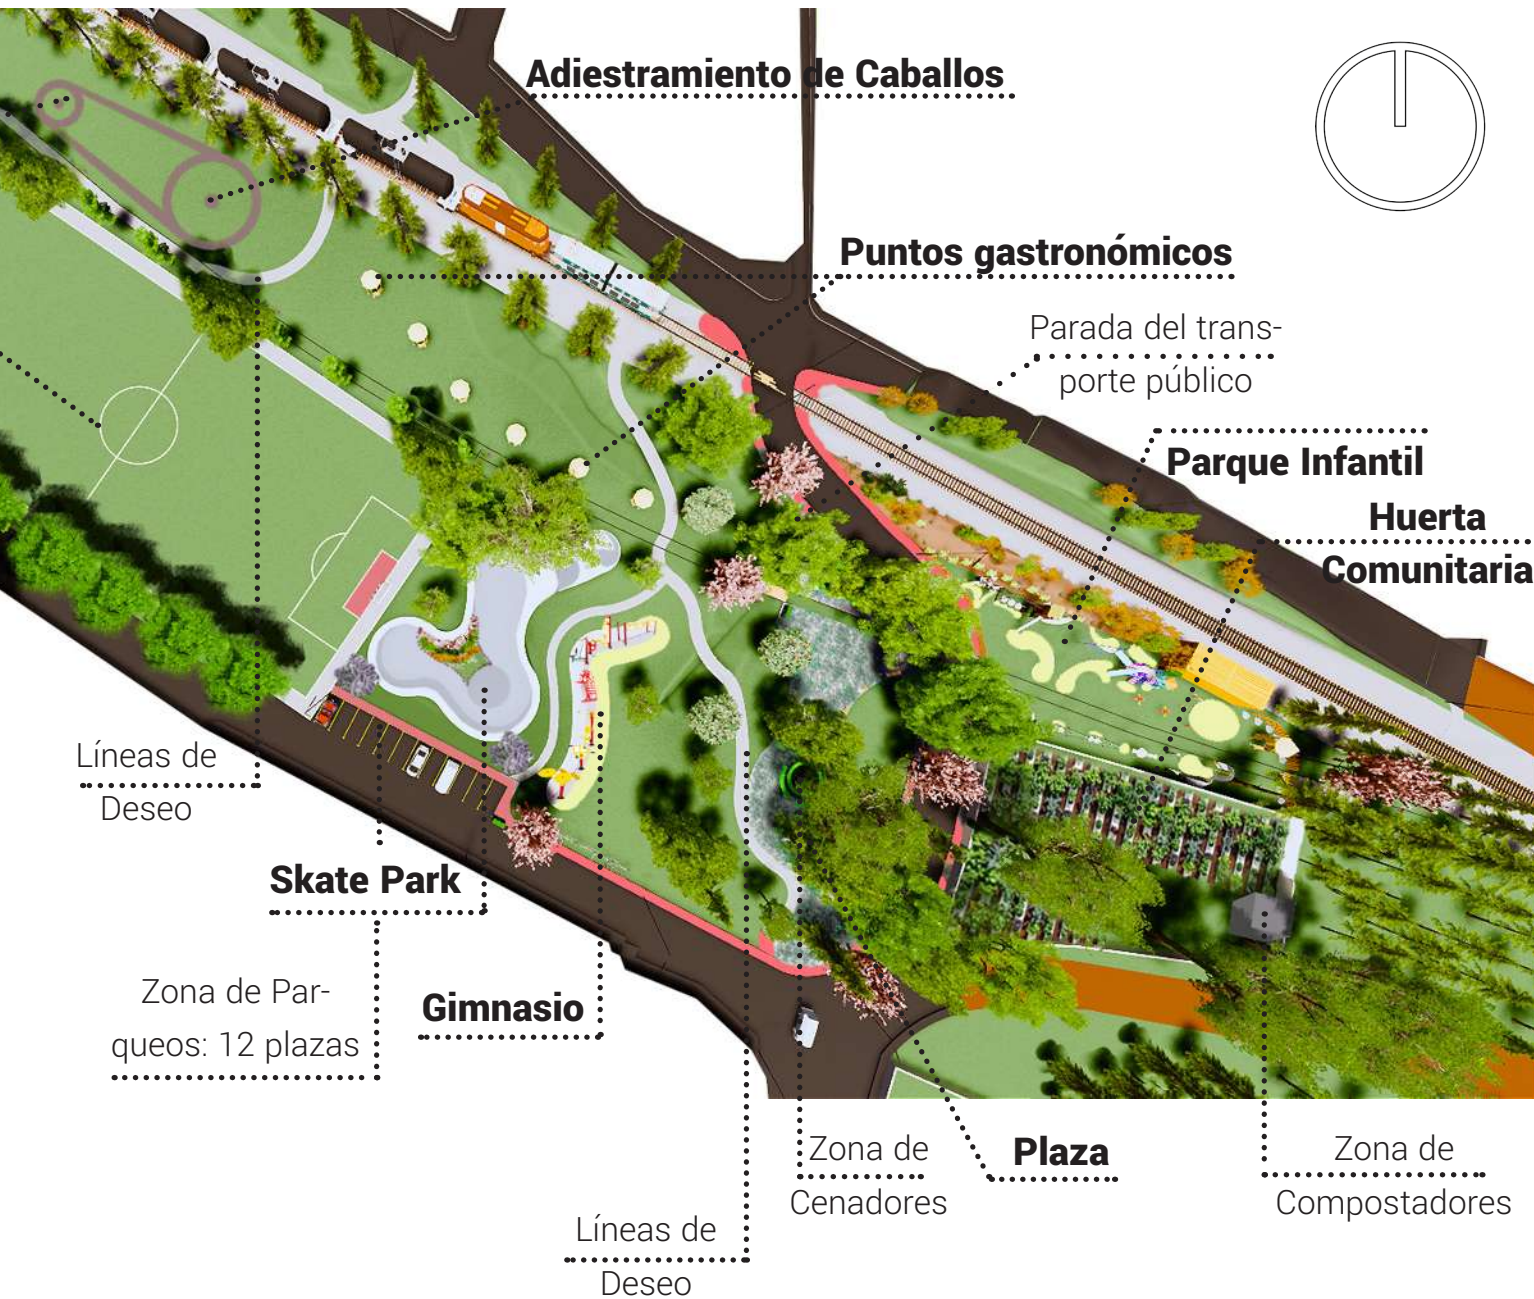 Adiestramiento de Caballos
Puntos gastronómicos
Parada del trans-
porte público
Parque Infantil
Huerta
Comunitaria
Líneas de
Deseo
Skate Park
Zona de Par-
queos: 12 plazas
Gimnasio
Zona de
Cenadores
Plaza
Zona de
Compostadores
Líneas de
Deseo